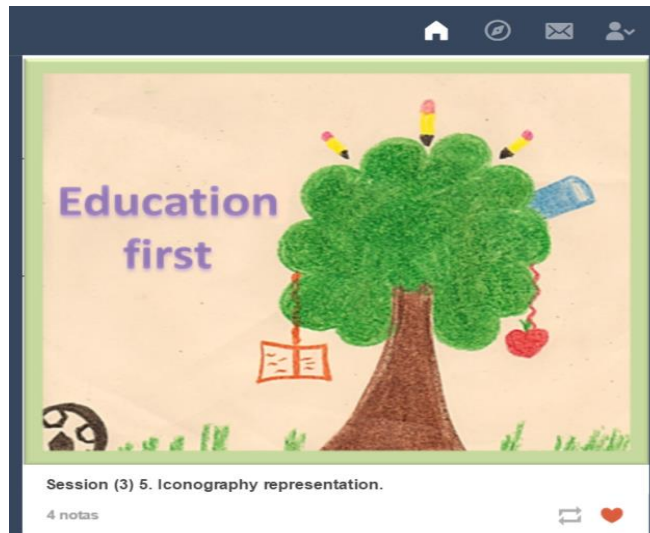 Education
first
Session (3) 5. Iconography representation.
4 notas